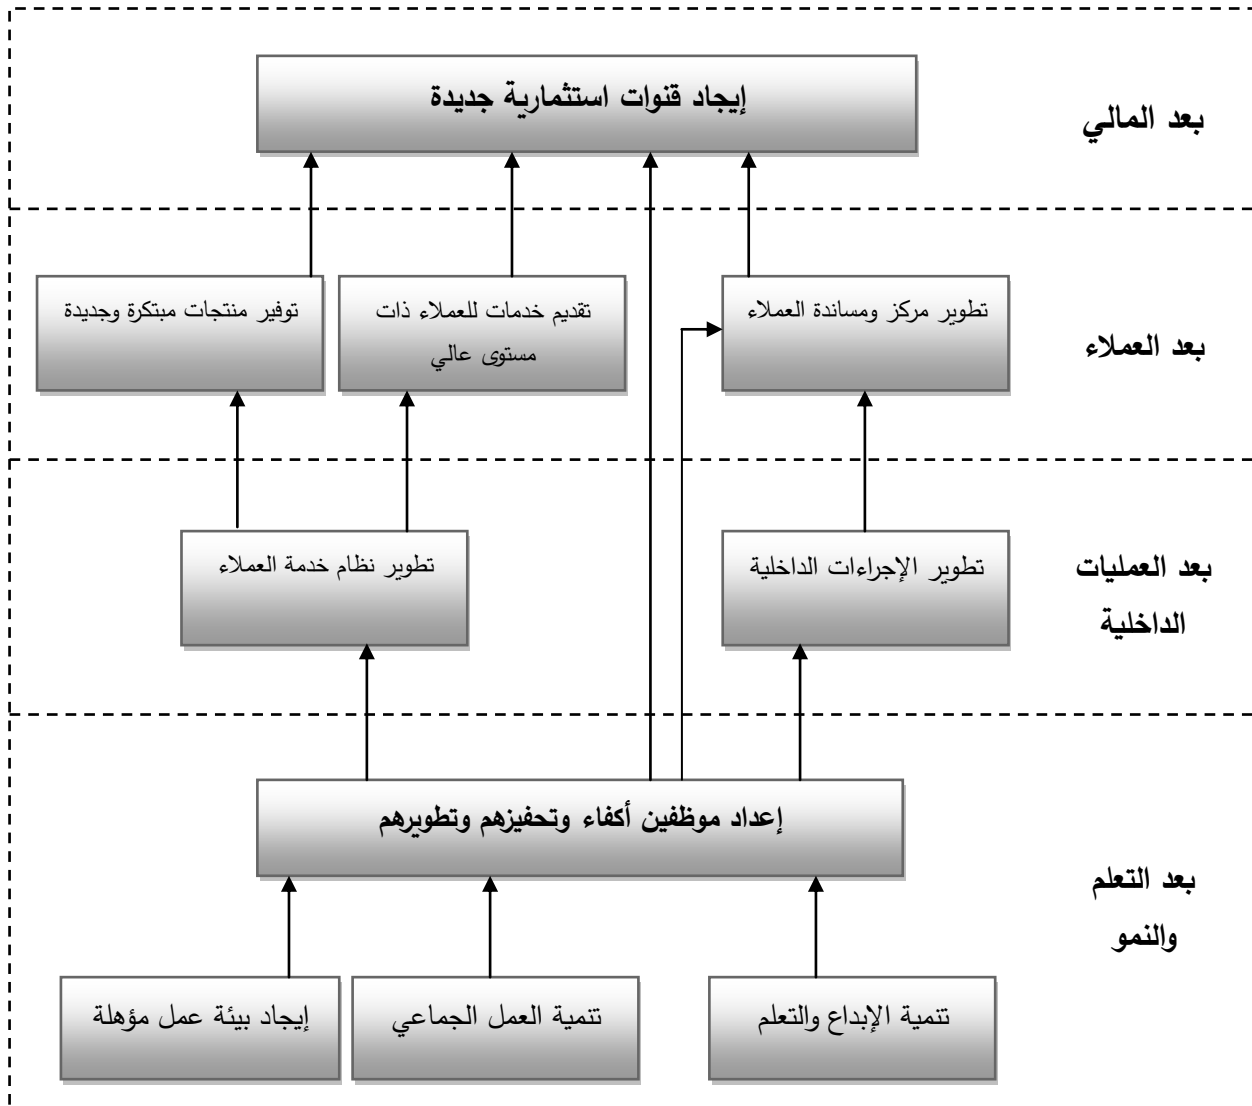 إيجاد قنوات استثمارية جديدة
بعد المالي
تطوير مركز ومساندة العملاء
تقديم خدمات للعملاء ذات
مستوى عالي
توفير منتجات مبتكرة وجديدة
بعد العملاء
تطوير الإجراءات الداخلية
تطوير نظام خدمة العملاء
بعد العمليات
الداخلية
إعداد موظفين أكفاء وتحفيزهم وتطويرهم
بعد التعلم
والنمو
تنمية الإبداع والتعلم
تنمية العمل الجماعي
إيجاد بيئة عمل مؤهلة